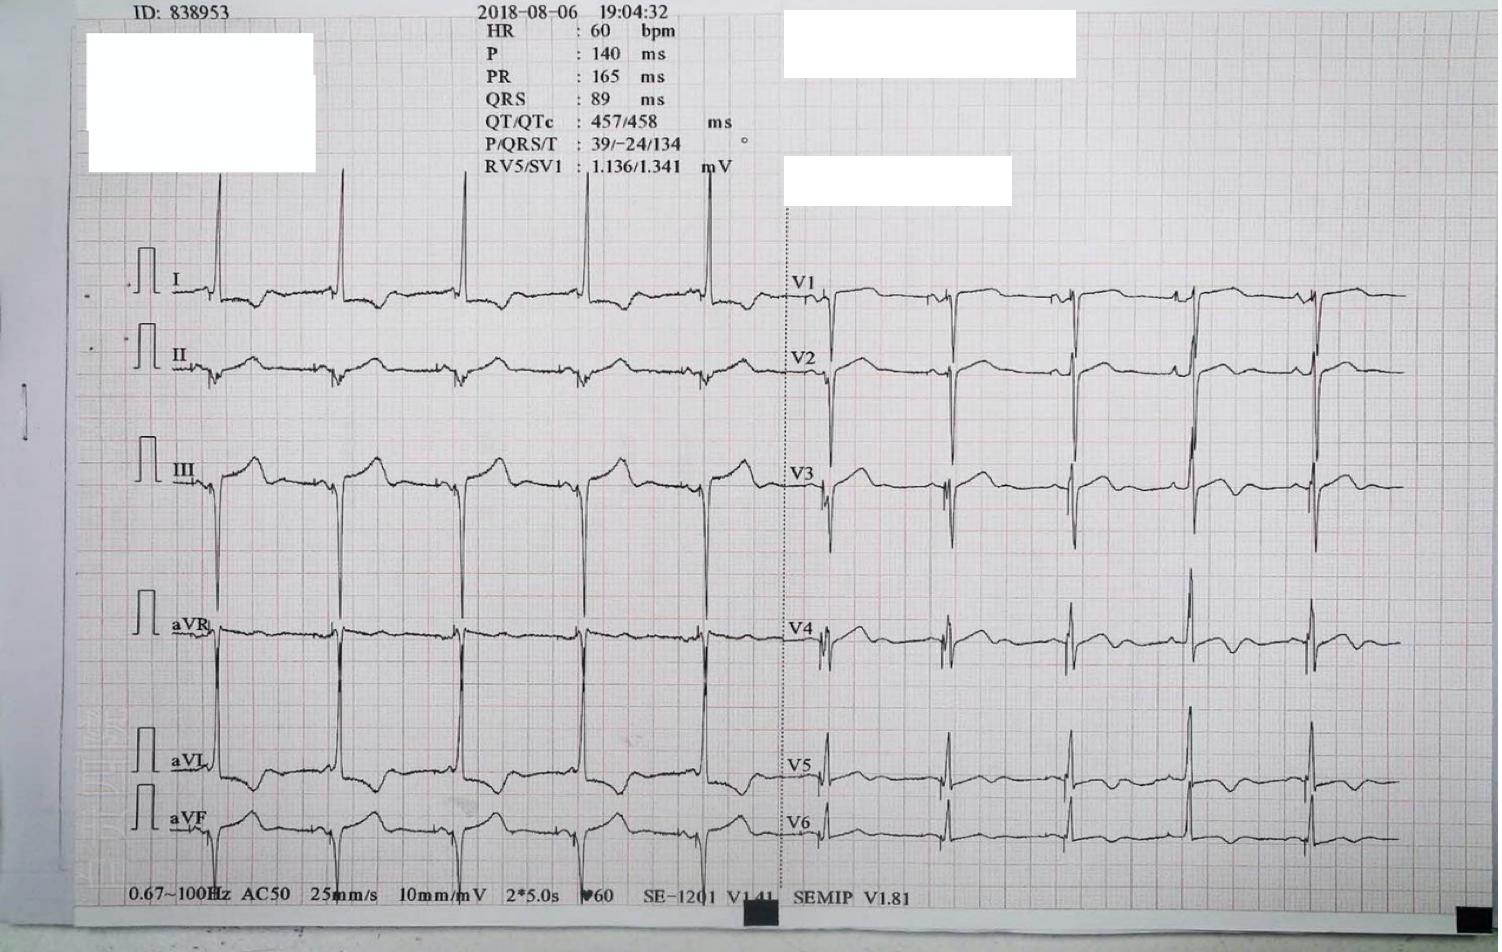 ID: 838953
2018-08-06 19:04:32
HR : 60 bpm
P : 140 ms
PR : 165 ms
QRS : 89 ms
QT/QTc : 457/458 ms
P/QRS/T : 39/-24/134 °
RV5/SV1 : 1.136/1.341 mV
I
II
III
aVR
aVL
aVF
V1
V2
V3
V4
V5
V6
0.67~100Hz AC50 25mm/s 10mm/mV 2*5.0s ♥60 SE-1201 V1.41 SEMIP V1.81